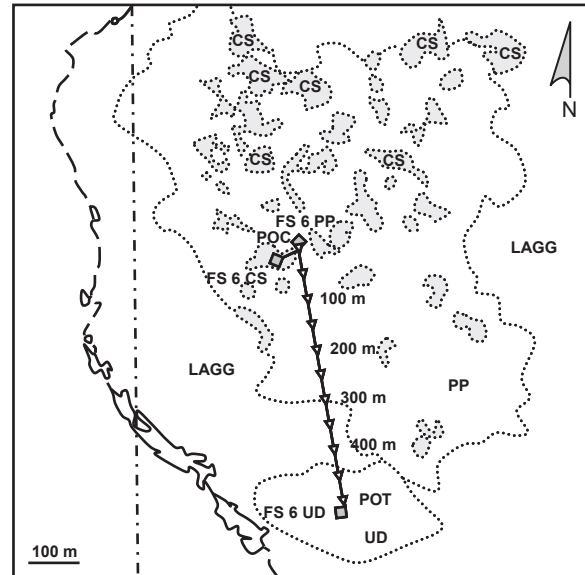 CS
CS
CS
CS
CS
CS
CS
N
FS 6 PP
POC
LAGG
FS 6 CS
100 m
200 m
LAGG
PP
300 m
400 m
POT
FS 6 UD
UD
100 m